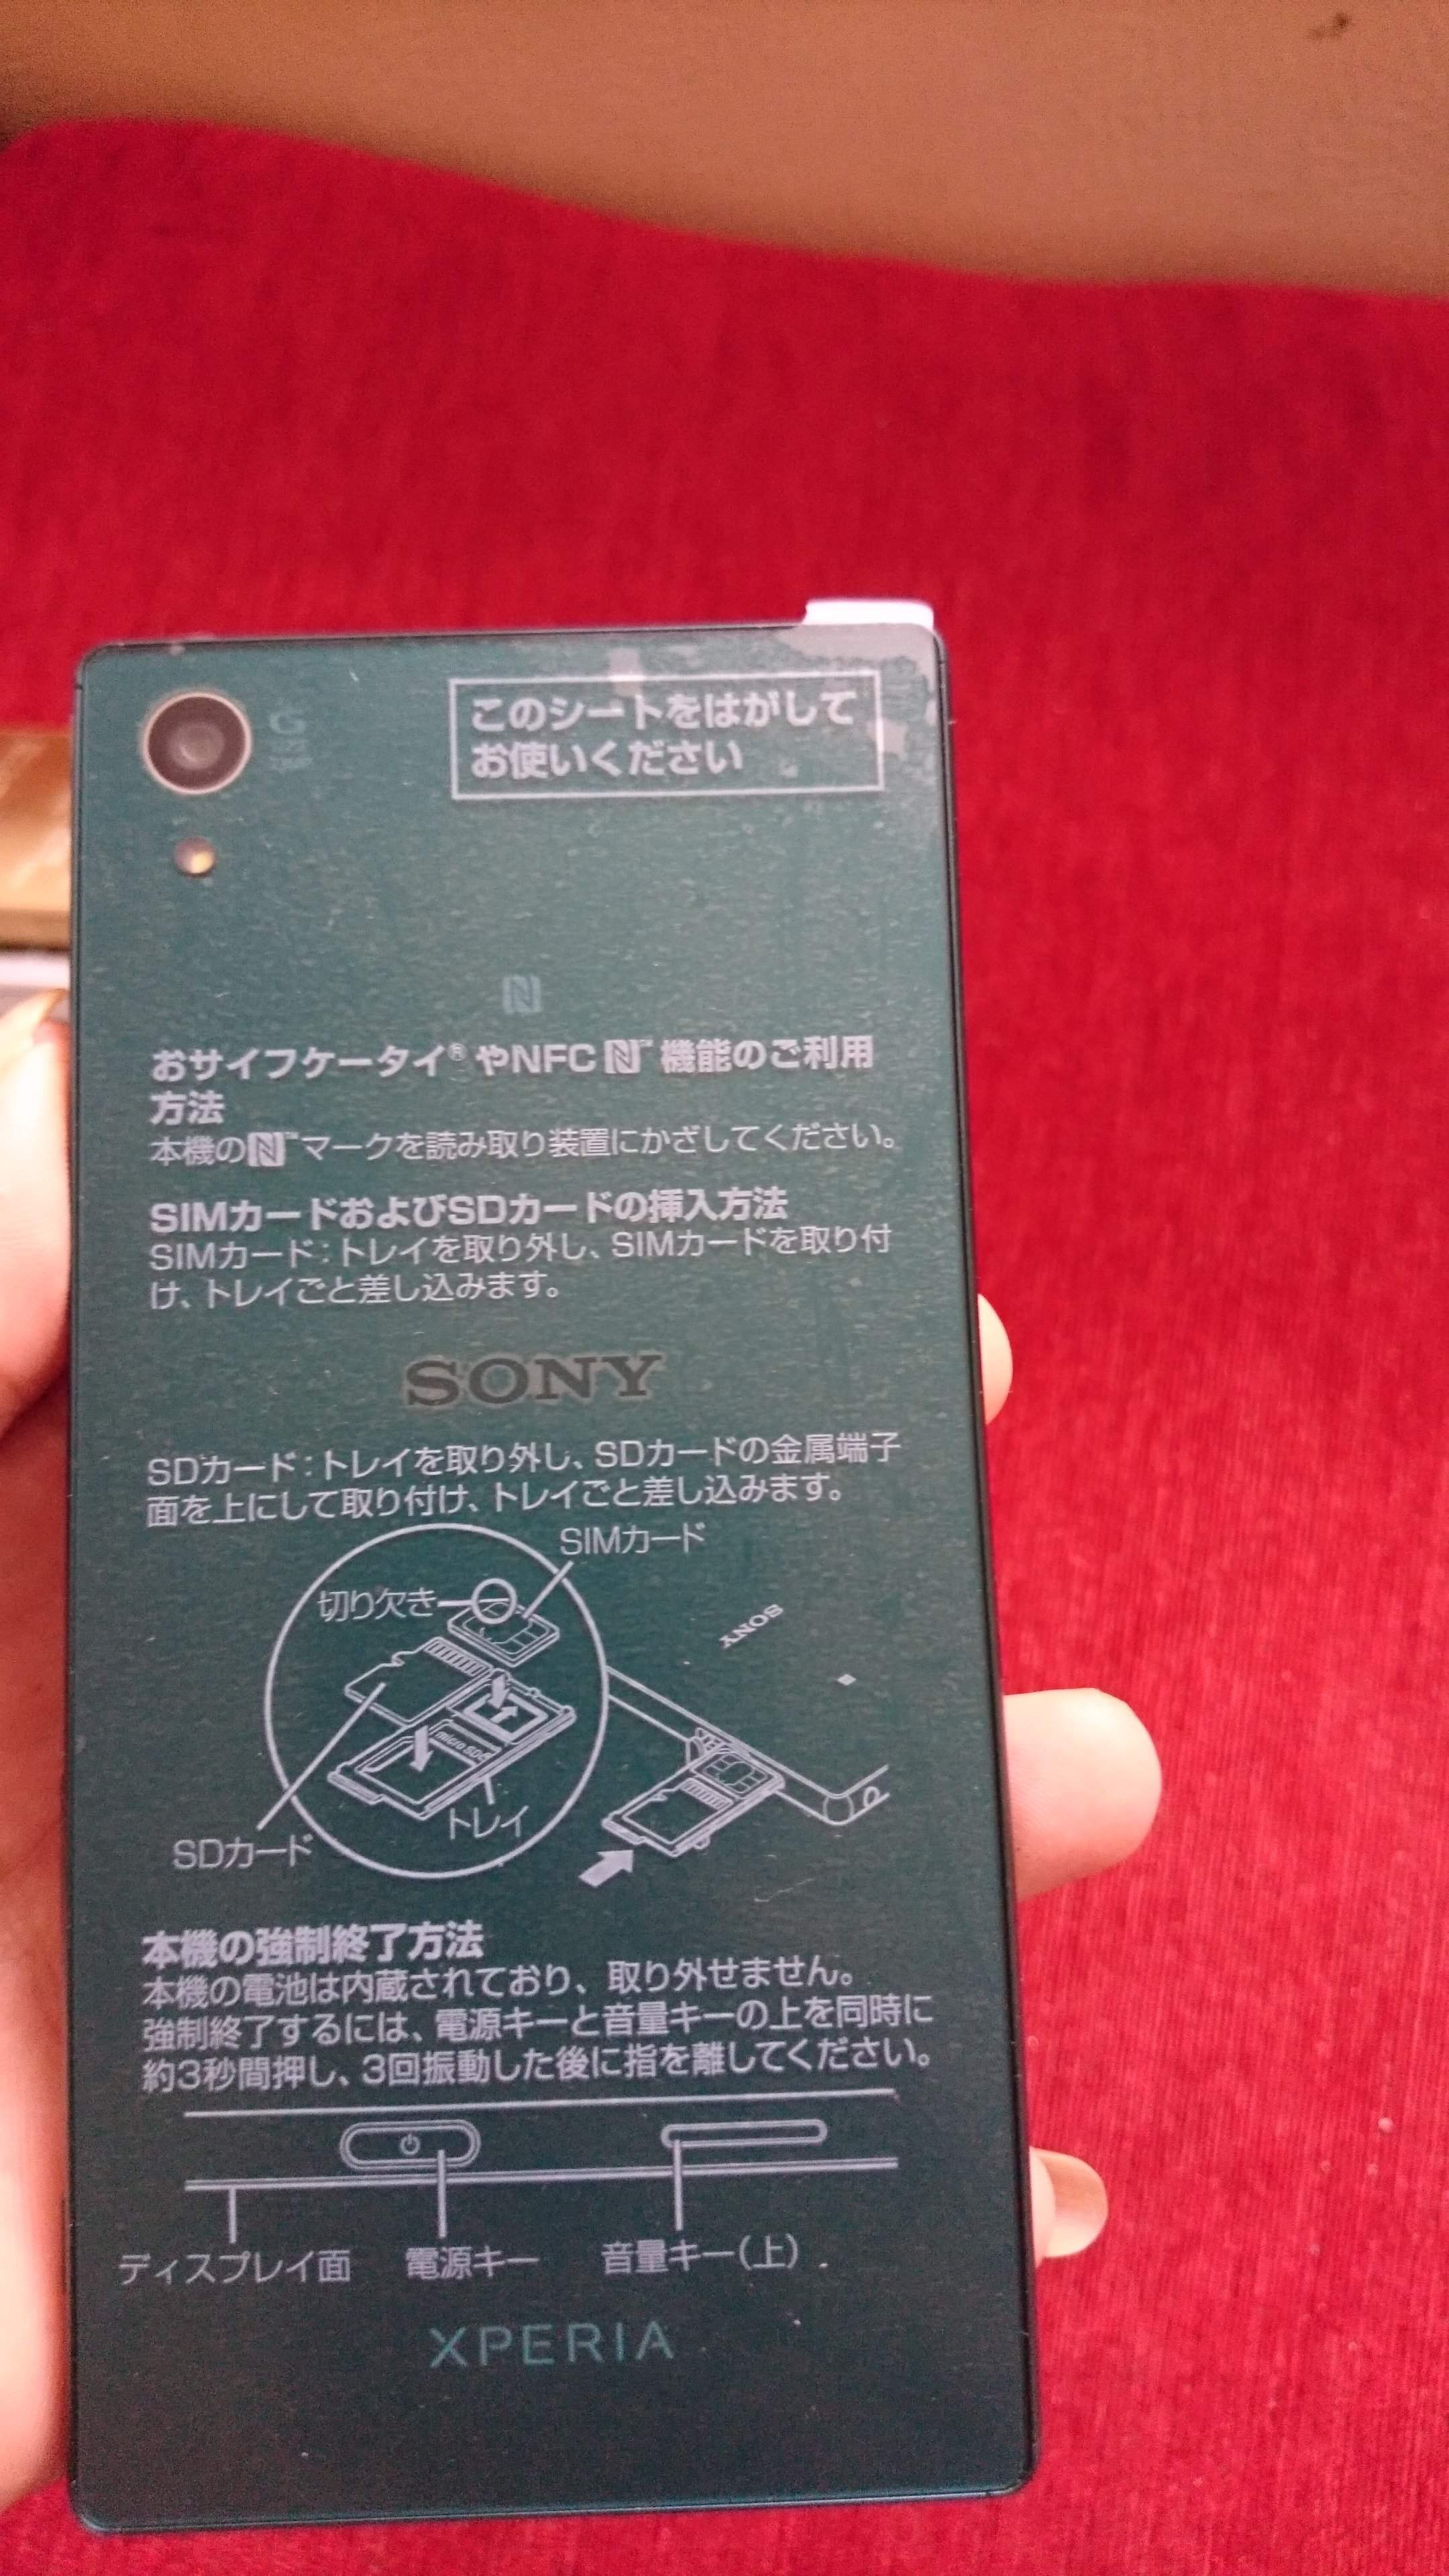 このシートをはがして
お使いください
おサイフケータイ®やNFC N™ 機能のご利用
方法
本機のN™マークを読み取り装置にかざしてください。
SIMカードおよびSDカードの挿入方法
SIMカード：トレイを取り外し、SIMカードを取り付
け、トレイごと差し込みます。
SONY
SDカード：トレイを取り外し、SDカードの金属端子
面を上にして取り付け、トレイごと差し込みます。
SIMカード
切り欠き
SONY
micro SD
トレイ
SDカード
本機の強制終了方法
本機の電池は内蔵されており、取り外せません。
強制終了するには、電源キーと音量キーの上を同時に
約3秒間押し、3回振動した後に指を離してください。
ディスプレイ面 電源キー 音量キー(上)
XPERIA